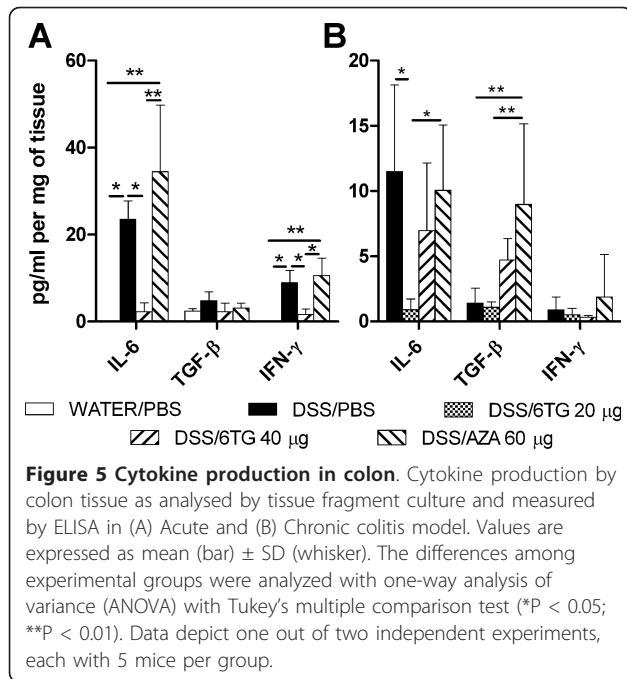 A
B
pg/ml per mg of tissue
60
40
20
0
20
15
10
5
0
**
**
* *
**
*
* *
*
*
**
**
IL-6
TGF-β
IFN-γ
IL-6
TGF-β
IFN-γ
WATER/PBS DSS/PBS DSS/6TG 20 μg
DSS/6TG 40 μg DSS/AZA 60 μg
Figure 5 Cytokine production in colon. Cytokine production by
colon tissue as analysed by tissue fragment culture and measured
by ELISA in (A) Acute and (B) Chronic colitis model. Values are
expressed as mean (bar) ± SD (whisker). The differences among
experimental groups were analyzed with one-way analysis of
variance (ANOVA) with Tukey's multiple comparison test (*P < 0.05;
**P < 0.01). Data depict one out of two independent experiments,
each with 5 mice per group.